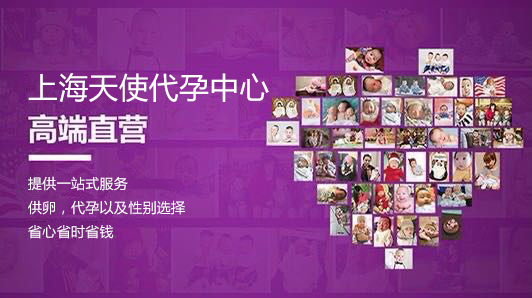 上海天使代孕中心
高端直营
提供一站式服务
供卵，代孕以及性别选择
省心省时省钱